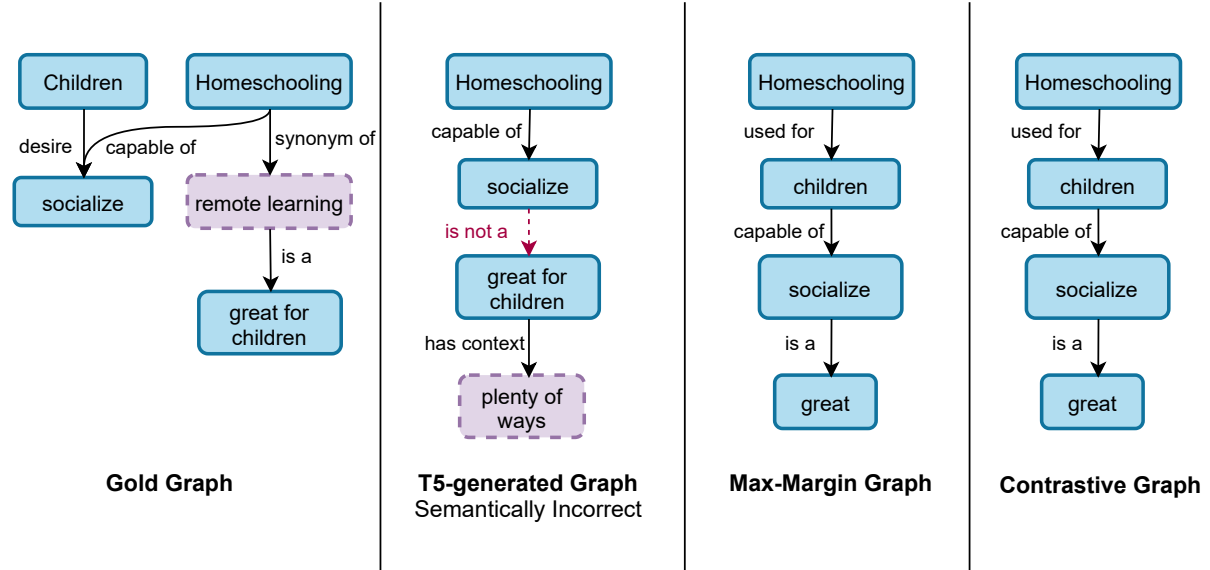 Children
Homeschooling
desire
capable of
synonym of
socialize
remote learning
is a
great for
children
Gold Graph
Homeschooling
capable of
socialize
is not a
great for
children
has context
plenty of
ways
T5-generated Graph
Semantically Incorrect
Homeschooling
used for
children
capable of
socialize
is a
great
Max-Margin Graph
Homeschooling
used for
children
capable of
socialize
is a
great
Contrastive Graph